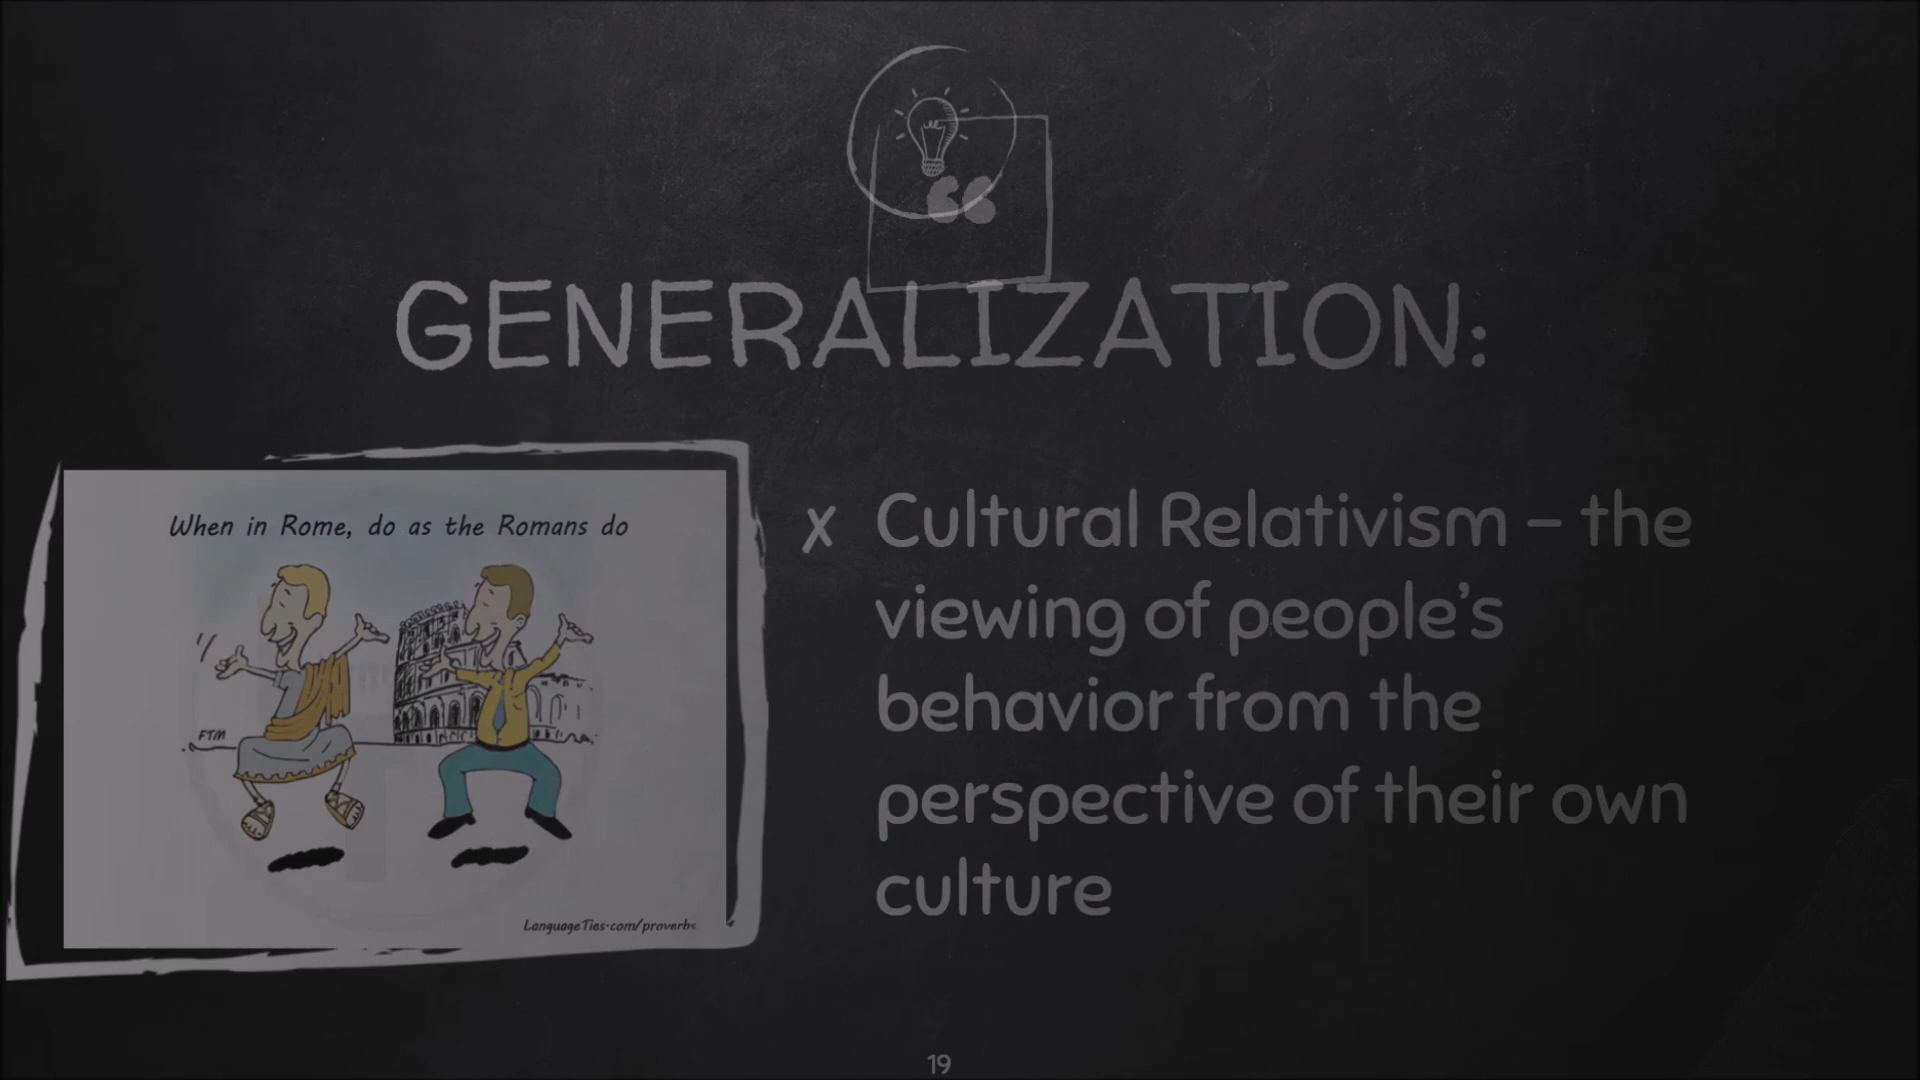 “
GENERALIZATION:
When in Rome, do as the Romans do
FTM
LanguageTies.com/proverbs
x Cultural Relativism – the
viewing of people’s
behavior from the
perspective of their own
culture
19